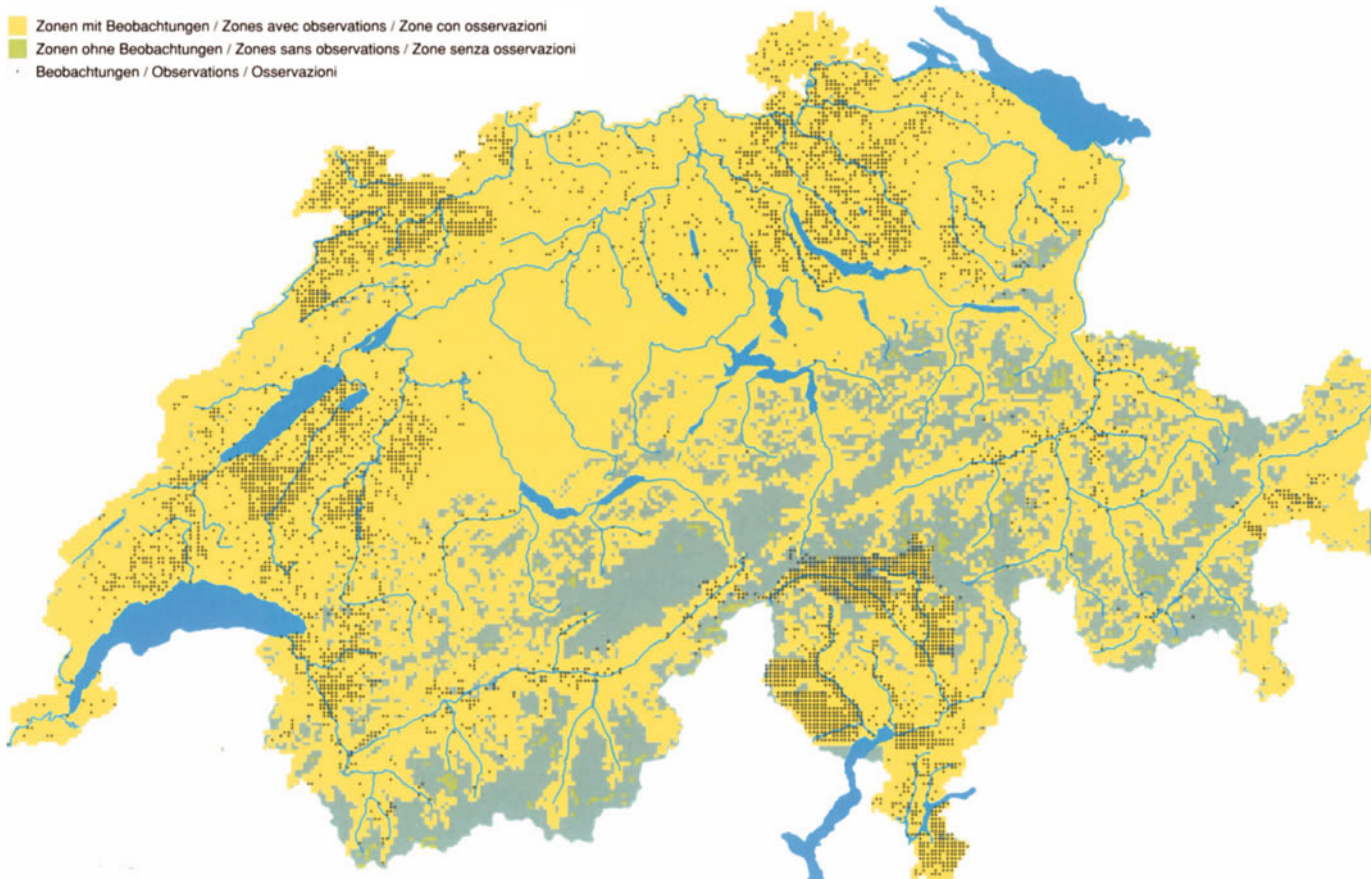 Zonen mit Beobachtungen / Zones avec observations / Zone con osservazioni
Zonen ohne Beobachtungen / Zones sans observations / Zone senza osservazioni
Beobachtungen / Observations / Osservazioni